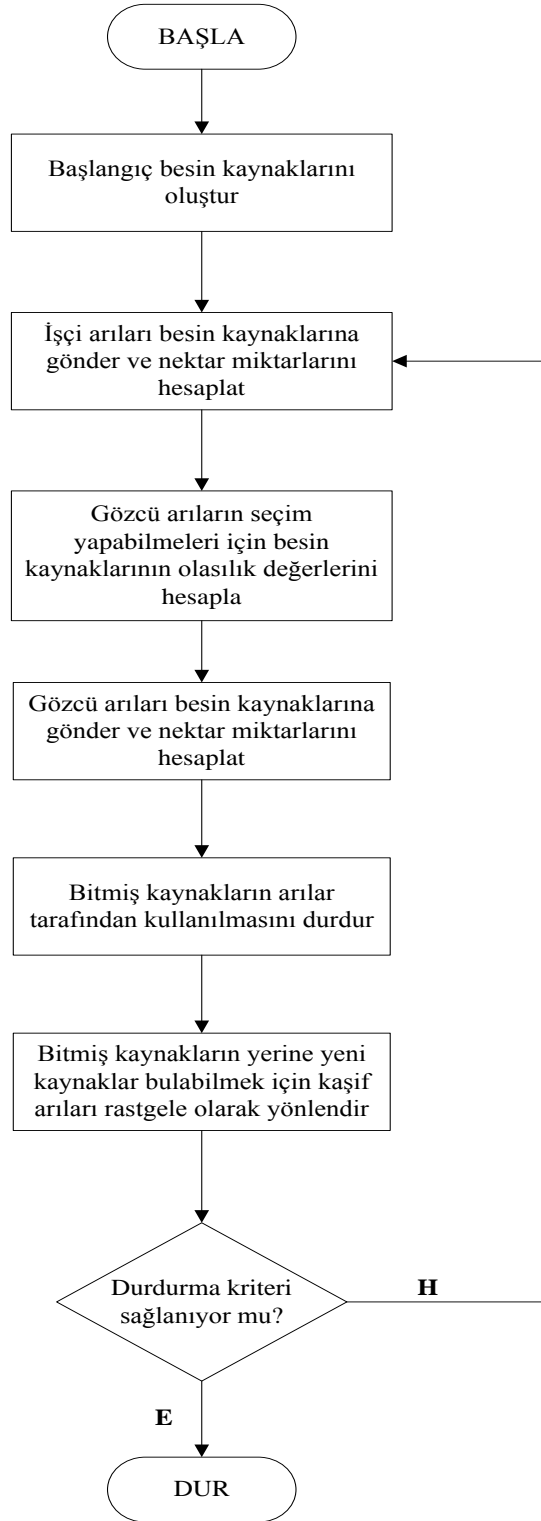 BAŞLA
Başlangıç besin kaynaklarını
oluştur
İşçi arıları besin kaynaklarına
gönder ve nektar miktarlarını
hesaplat
Gözcü arıların seçim
yapabilmeleri için besin
kaynaklarının olasılık değerlerini
hesapla
Gözcü arıları besin kaynaklarına
gönder ve nektar miktarlarını
hesaplat
Bitmiş kaynakların arılar
tarafından kullanılmasını durdur
Bitmiş kaynakların yerine yeni
kaynaklar bulabilmek için kaşif
arıları rastgele olarak yönlendir
Durdurma kriteri
sağlanıyor mu?
H
E
DUR